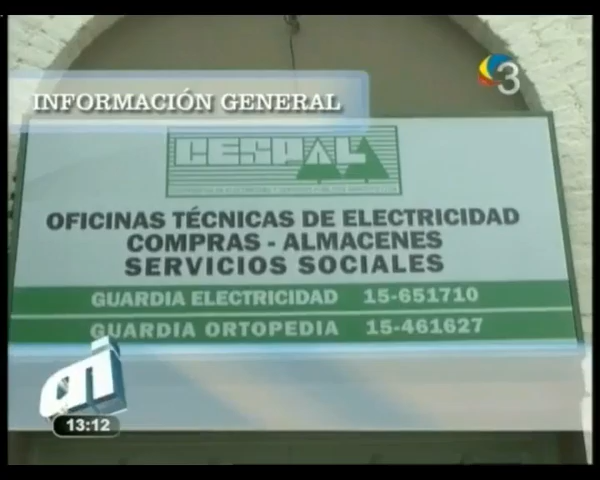 3
INFORMACIÓN GENERAL
CESPAL
OFICINAS TÉCNICAS DE ELECTRICIDAD
COMPRAS - ALMACENES
SERVICIOS SOCIALES
GUARDIA ELECTRICIDAD 15-651710
GUARDIA ORTOPEDIA 15-461627
13:12